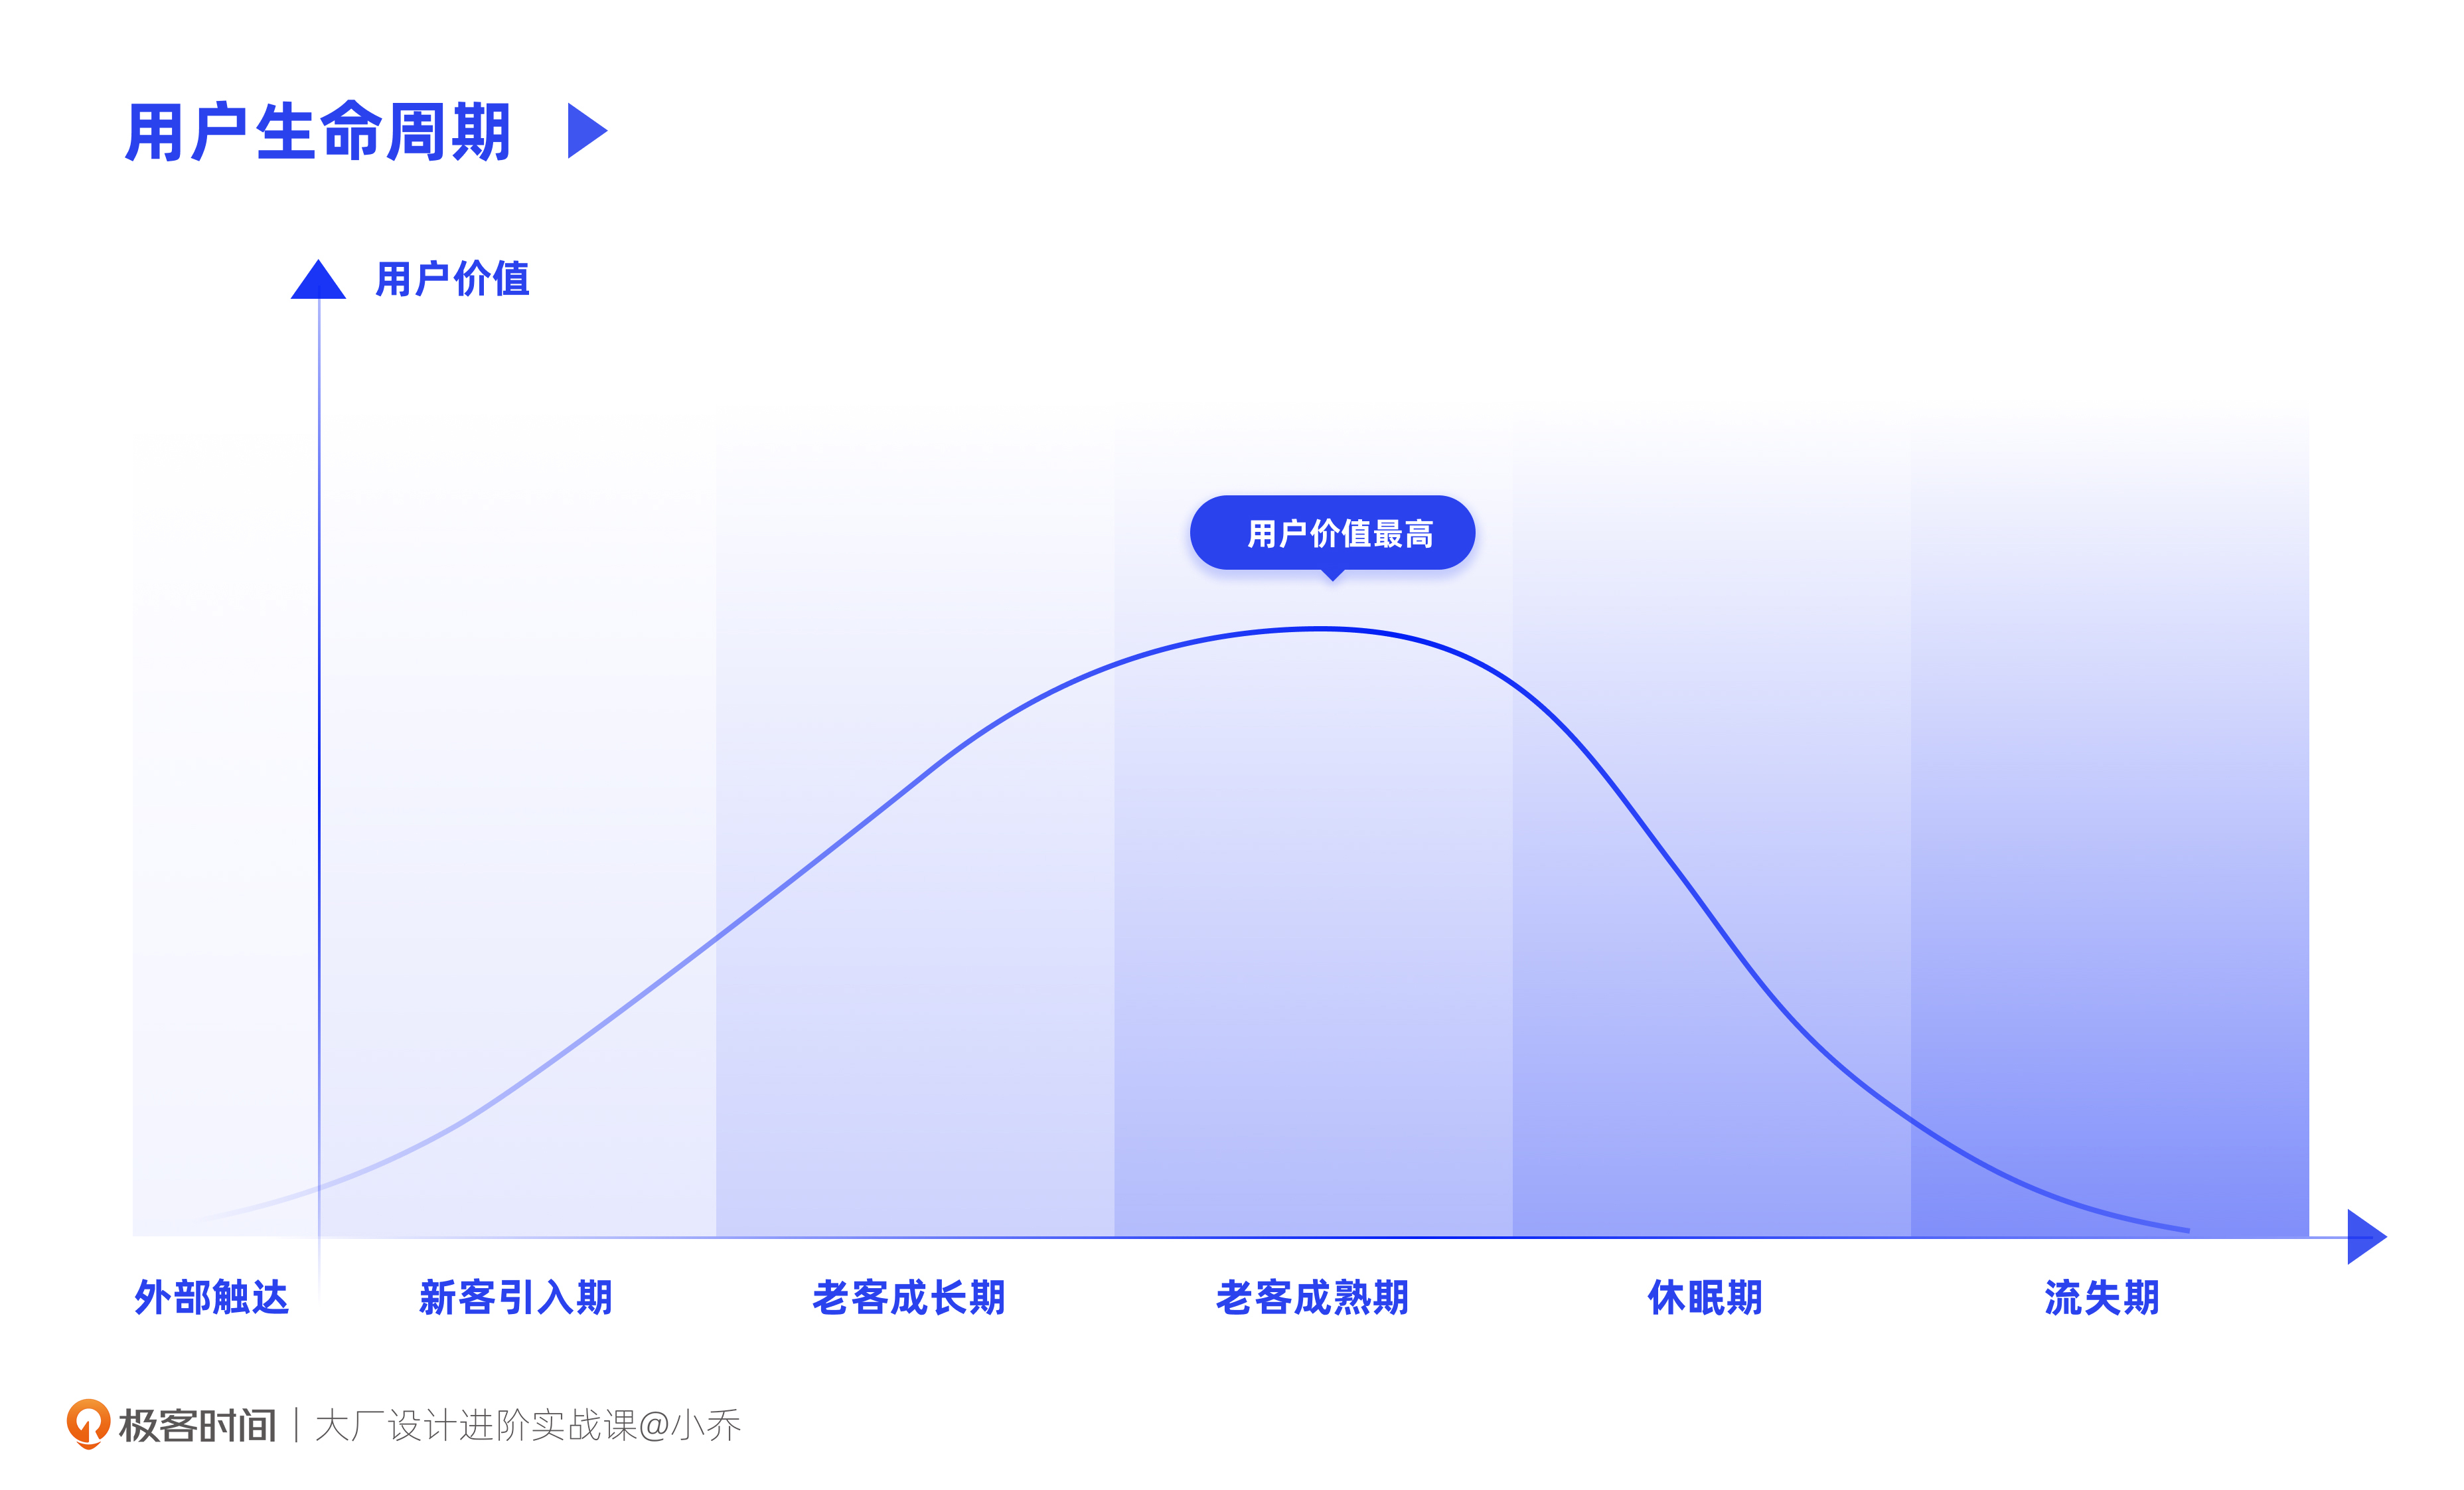 用户生命周期
用户价值
用户价值最高
外部触达 新客引入期 老客成长期 老客成熟期 休眠期 流失期
极客时间 | 大厂设计进阶实战课@小乔